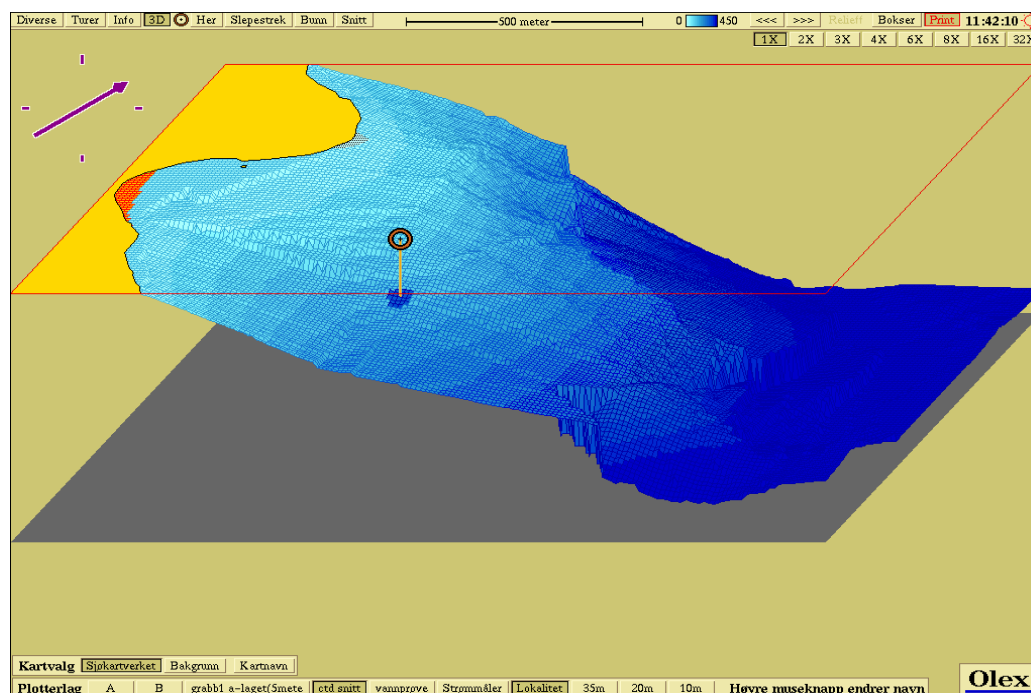 Diverse Turer Info 3D Her Slepestrek Bunn Snitt 500 meter 0 450 <<< >>> Relieff Bokser Print 11:42:10
1X 2X 3X 4X 6X 8X 16X 32X
Kartvalg Sjøkartverket Bakgrunn Kartnavn
Plotterlag A B grabb1 a-laget(5mete ctd snitt vannprøve Strømmåler Lokalitet 35m 20m 10m Høyre museknapp endrer navn
Olex